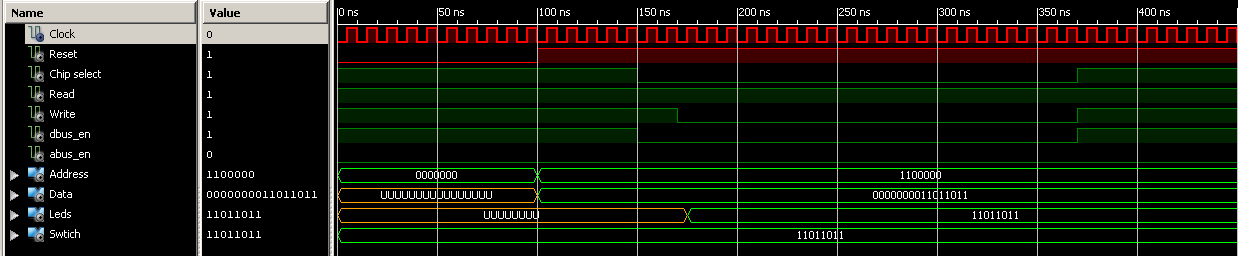 Name Value 0 ns 50 ns 100 ns 150 ns 200 ns 250 ns 300 ns 350 ns 400 ns
Clock 0
Reset 1
Chip select 1
Read 1
Write 1
dbus_en 1
abus_en 0
Address 1100000 0000000 1100000
Data 0000000011011011 UUUUUUUUUUUUUUUU 0000000011011011
Leds 11011011 UUUUUUUU 11011011
Swtich 11011011 11011011